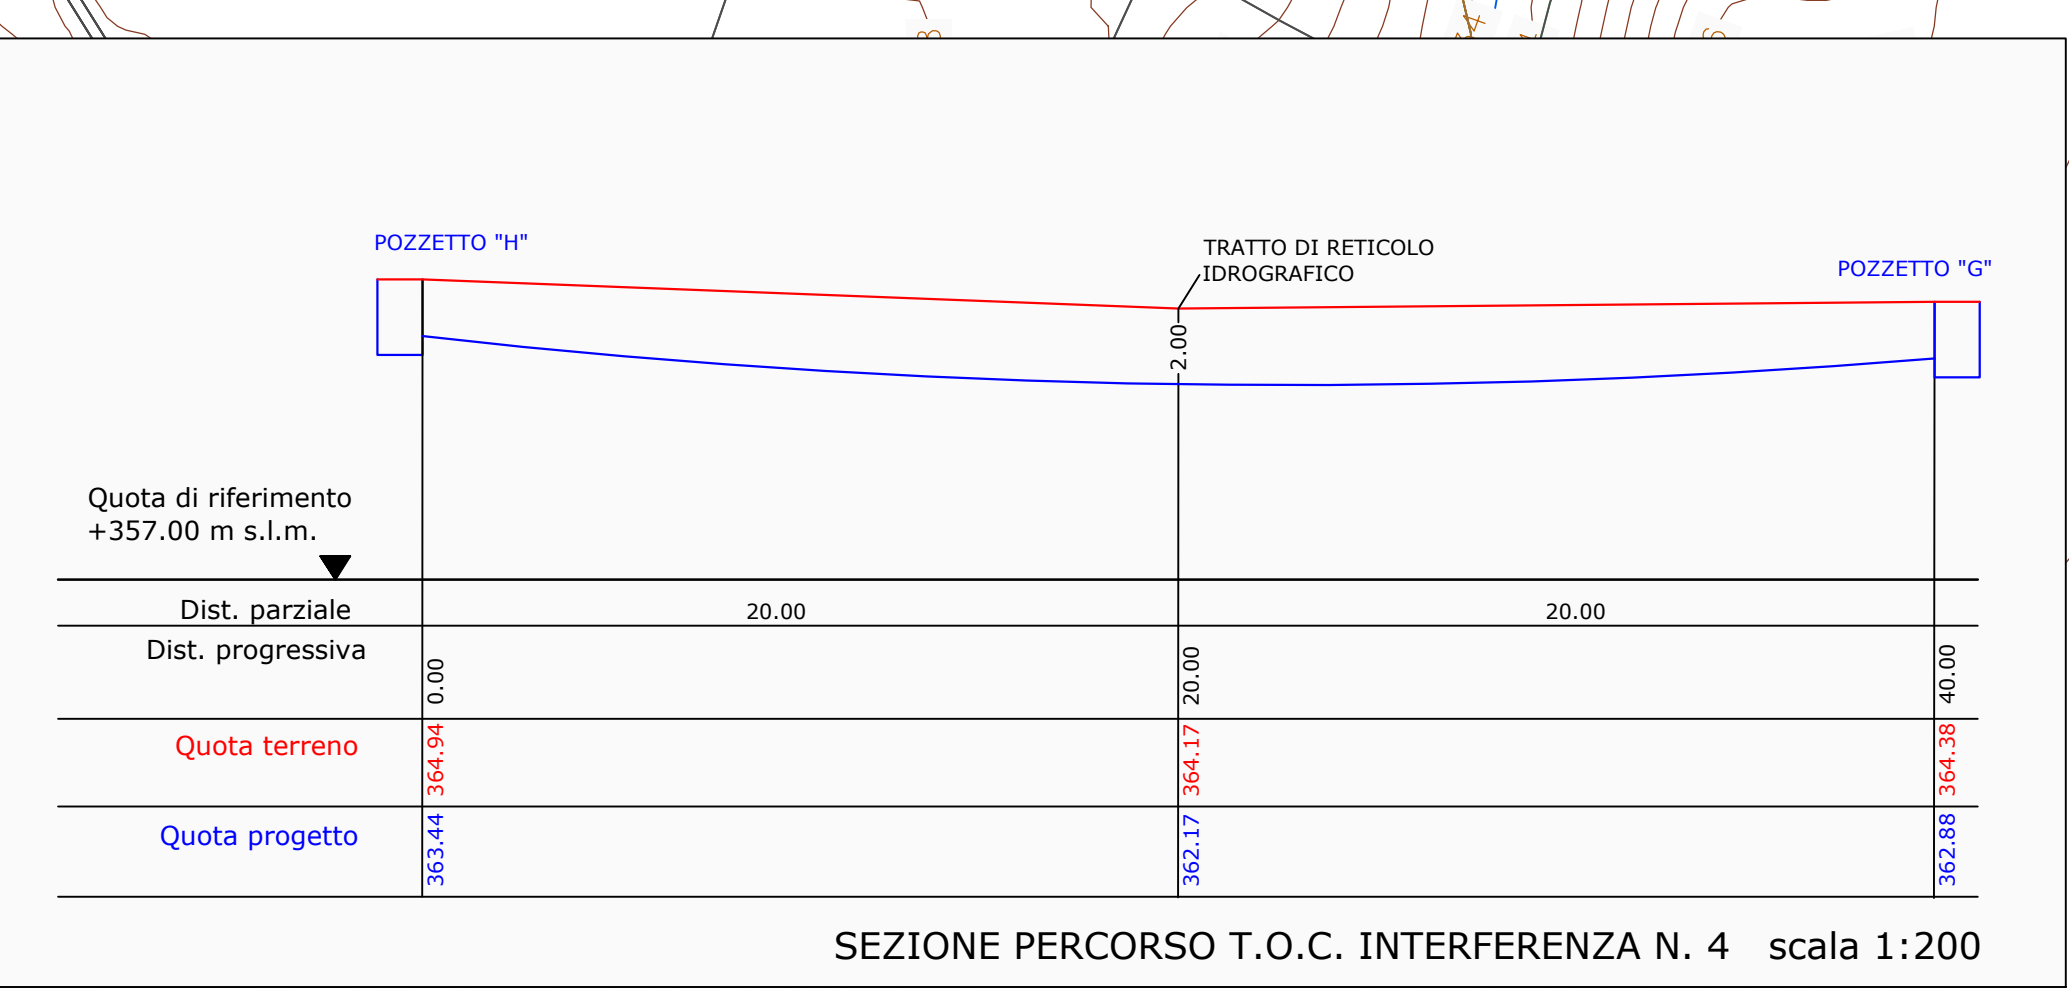 POZZETTO "H"
TRATTO DI RETICOLO
IDROGRAFICO
POZZETTO "G"
2.00
Quota di riferimento
+357.00 m s.l.m.
Dist. parziale 20.00 20.00
Dist. progressiva 0.00 20.00 40.00
Quota terreno 364.94 364.17 364.38
Quota progetto 363.44 362.17 362.88
SEZIONE PERCORSO T.O.C. INTERFERENZA N. 4 scala 1:200